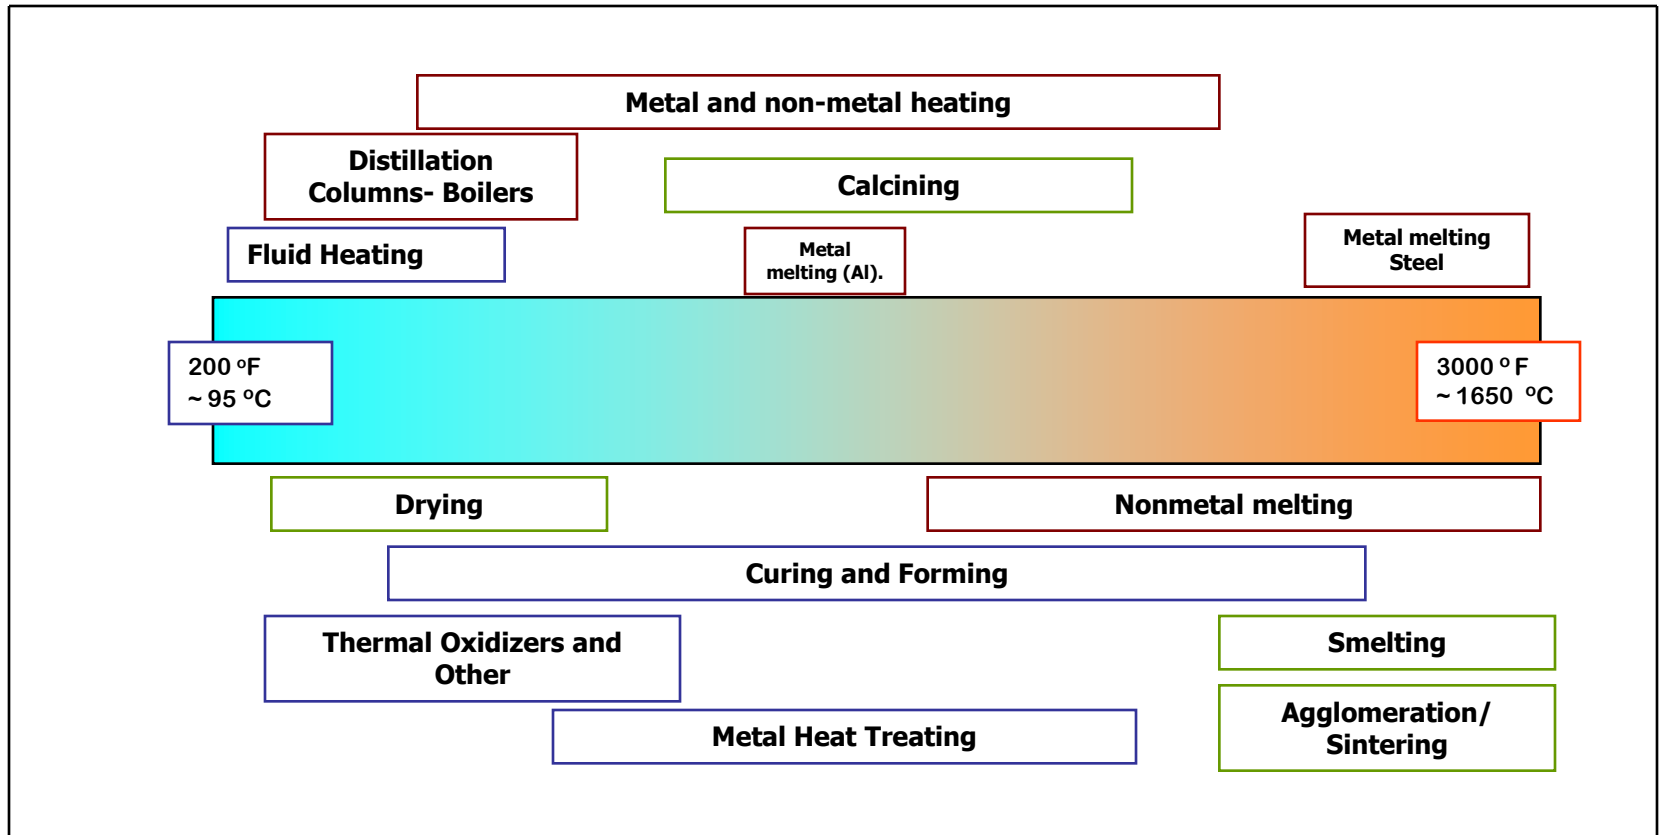 Metal and non-metal heating
Distillation
Columns- Boilers
Calcining
Fluid Heating
Metal
melting (Al).
Metal melting
Steel
200 ºF
~ 95 ºC
3000 º F
~ 1650 ºC
Drying
Nonmetal melting
Curing and Forming
Thermal Oxidizers and
Other
Smelting
Metal Heat Treating
Agglomeration/
Sintering